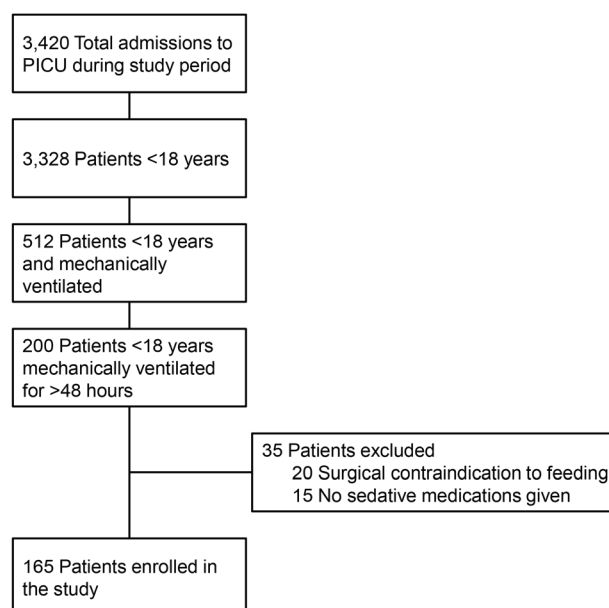 3,420 Total admissions to
PICU during study period
3,328 Patients <18 years
512 Patients <18 years
and mechanically
ventilated
200 Patients <18 years
mechanically ventilated
for >48 hours
35 Patients excluded
20 Surgical contraindication to feeding
15 No sedative medications given
165 Patients enrolled in
the study